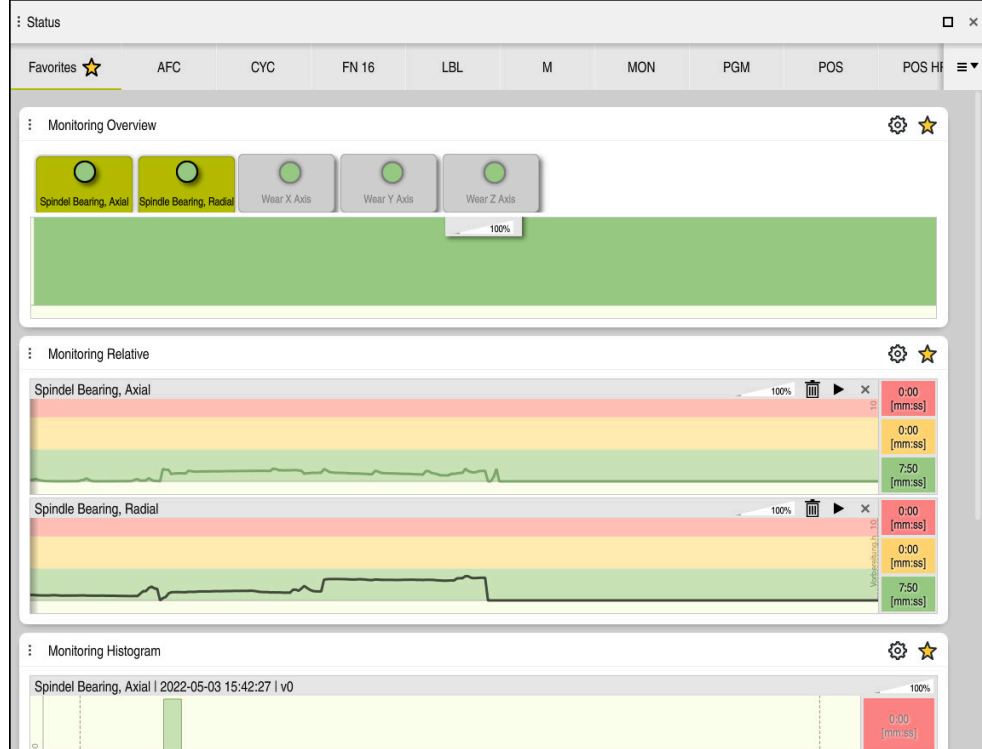 Status
Favorites AFC CYC FN 16 LBL M MON PGM POS POS HF
Monitoring Overview
Spindel Bearing, Axial Spindle Bearing, Radial Wear X Axis Wear Y Axis Wear Z Axis
100%
Monitoring Relative
Spindel Bearing, Axial 100%
10
0:00
[mm:ss]
0:00
[mm:ss]
7:50
[mm:ss]
Spindle Bearing, Radial 100%
Vorbereitung.h 10
0:00
[mm:ss]
0:00
[mm:ss]
7:50
[mm:ss]
Monitoring Histogram
Spindel Bearing, Axial | 2022-05-03 15:42:27 | v0 100%
0:00
[mm:ss]